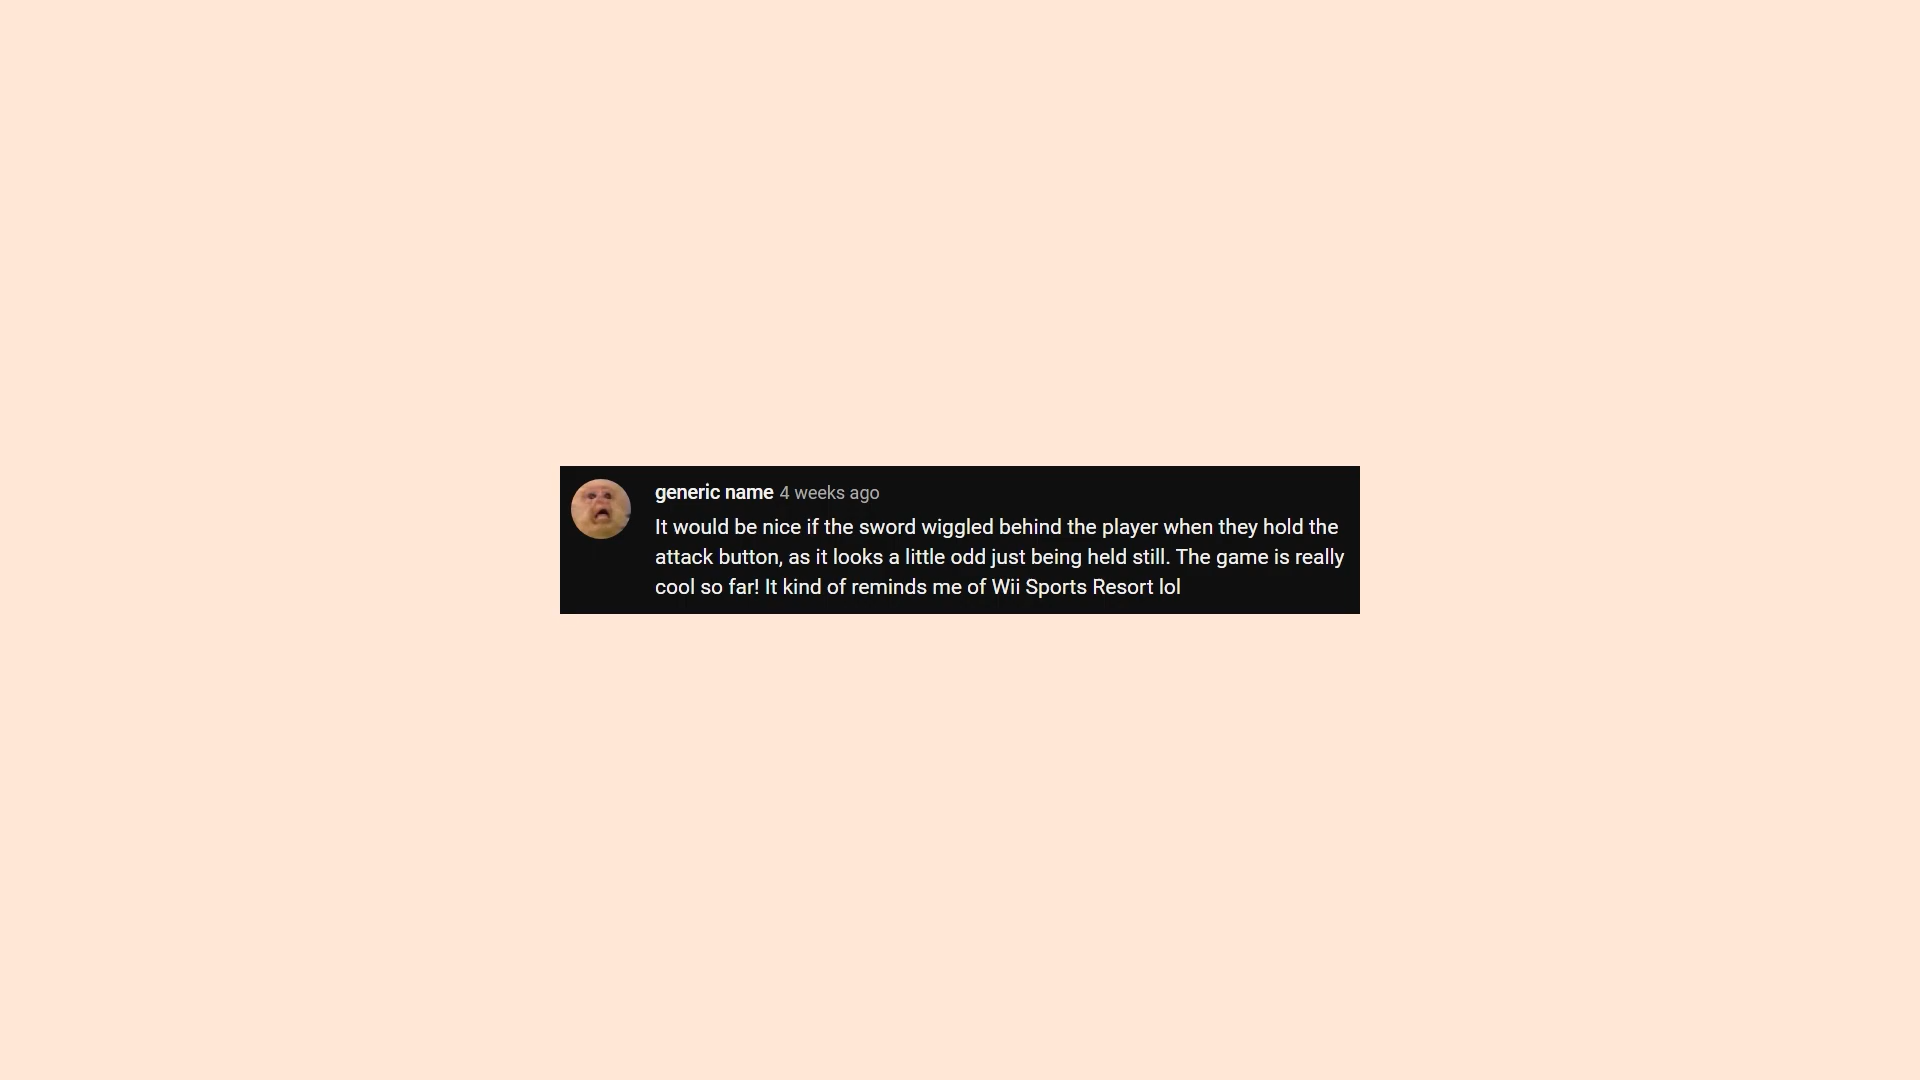 generic name 4 weeks ago
It would be nice if the sword wiggled behind the player when they hold the
attack button, as it looks a little odd just being held still. The game is really
cool so far! It kind of reminds me of Wii Sports Resort lol